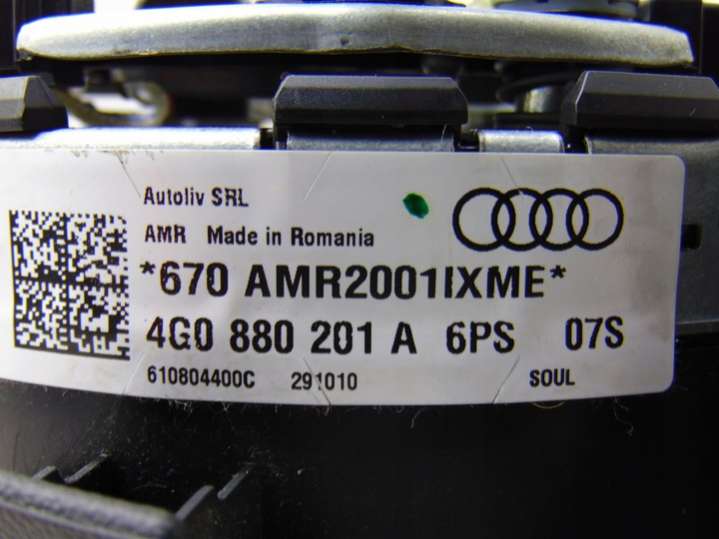 Autoliv SRL
AMR Made in Romania
*670 AMR2001IXME*
4G0 880 201 A 6PS 07S
610804400C 291010 SOUL